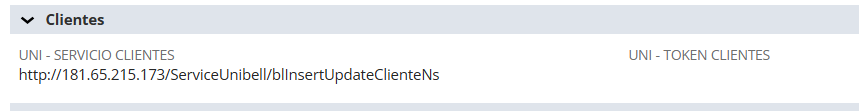 Clientes
UNI - SERVICIO CLIENTES
UNI - TOKEN CLIENTES
http://181.65.215.173/ServiceUnibell/blInsertUpdateClienteNs